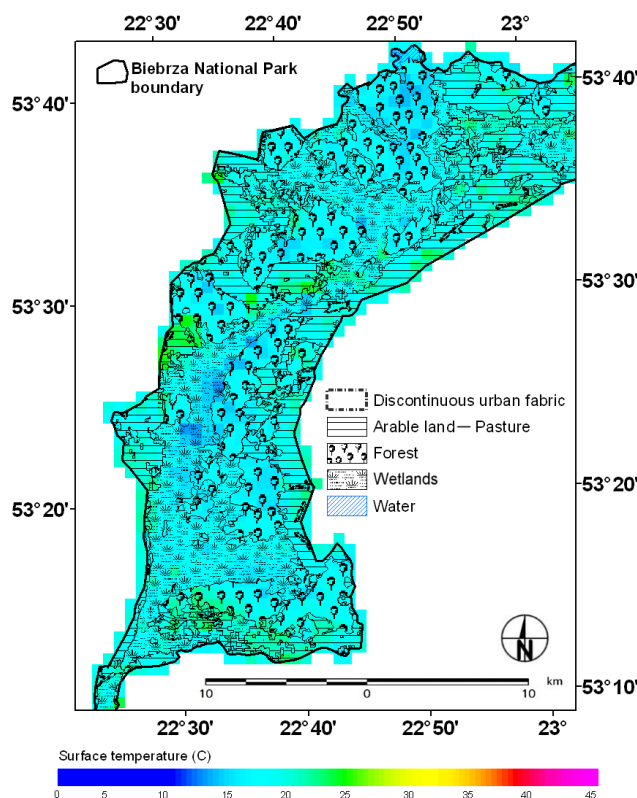 22°30' 22°40' 22°50' 23°
Biebrza National Park
boundary
53°40'
53°40'
53°30'
53°30'
Discontinuous urban fabric
Arable land— Pasture
Forest
Wetlands
Water
53°20'
53°20'
N
10 0 10 km
53°10'
53°10'
22°30' 22°40' 22°50' 23°
Surface temperature (C)
0 5 10 15 20 25 30 35 40 45